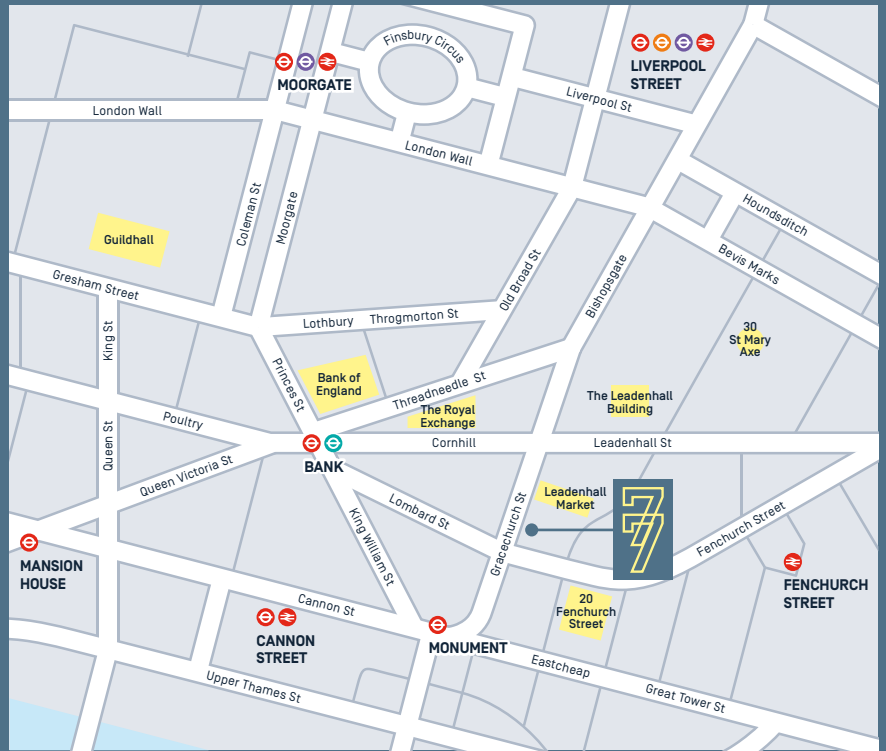 Finsbury Circus
MOORGATE
LIVERPOOL
STREET
London Wall
Liverpool St
London Wall
Coleman St
Moorgate
Houndsditch
Guildhall
Bevis Marks
Gresham Street
Old Broad St
Bishopsgate
Lothbury
Throgmorton St
King St
30
St Mary
Axe
Princes St
Bank of
England
Threadneedle St
The Royal
Exchange
The Leadenhall
Building
Poultry
Queen St
Cornhill
Leadenhall St
BANK
Queen Victoria St
Leadenhall
Market
77
Lombard St
King William St
Gracechurch St
Fenchurch Street
MANSION
HOUSE
FENCHURCH
STREET
Cannon St
20
Fenchurch
Street
CANNON
STREET
MONUMENT
Eastcheap
Great Tower St
Upper Thames St